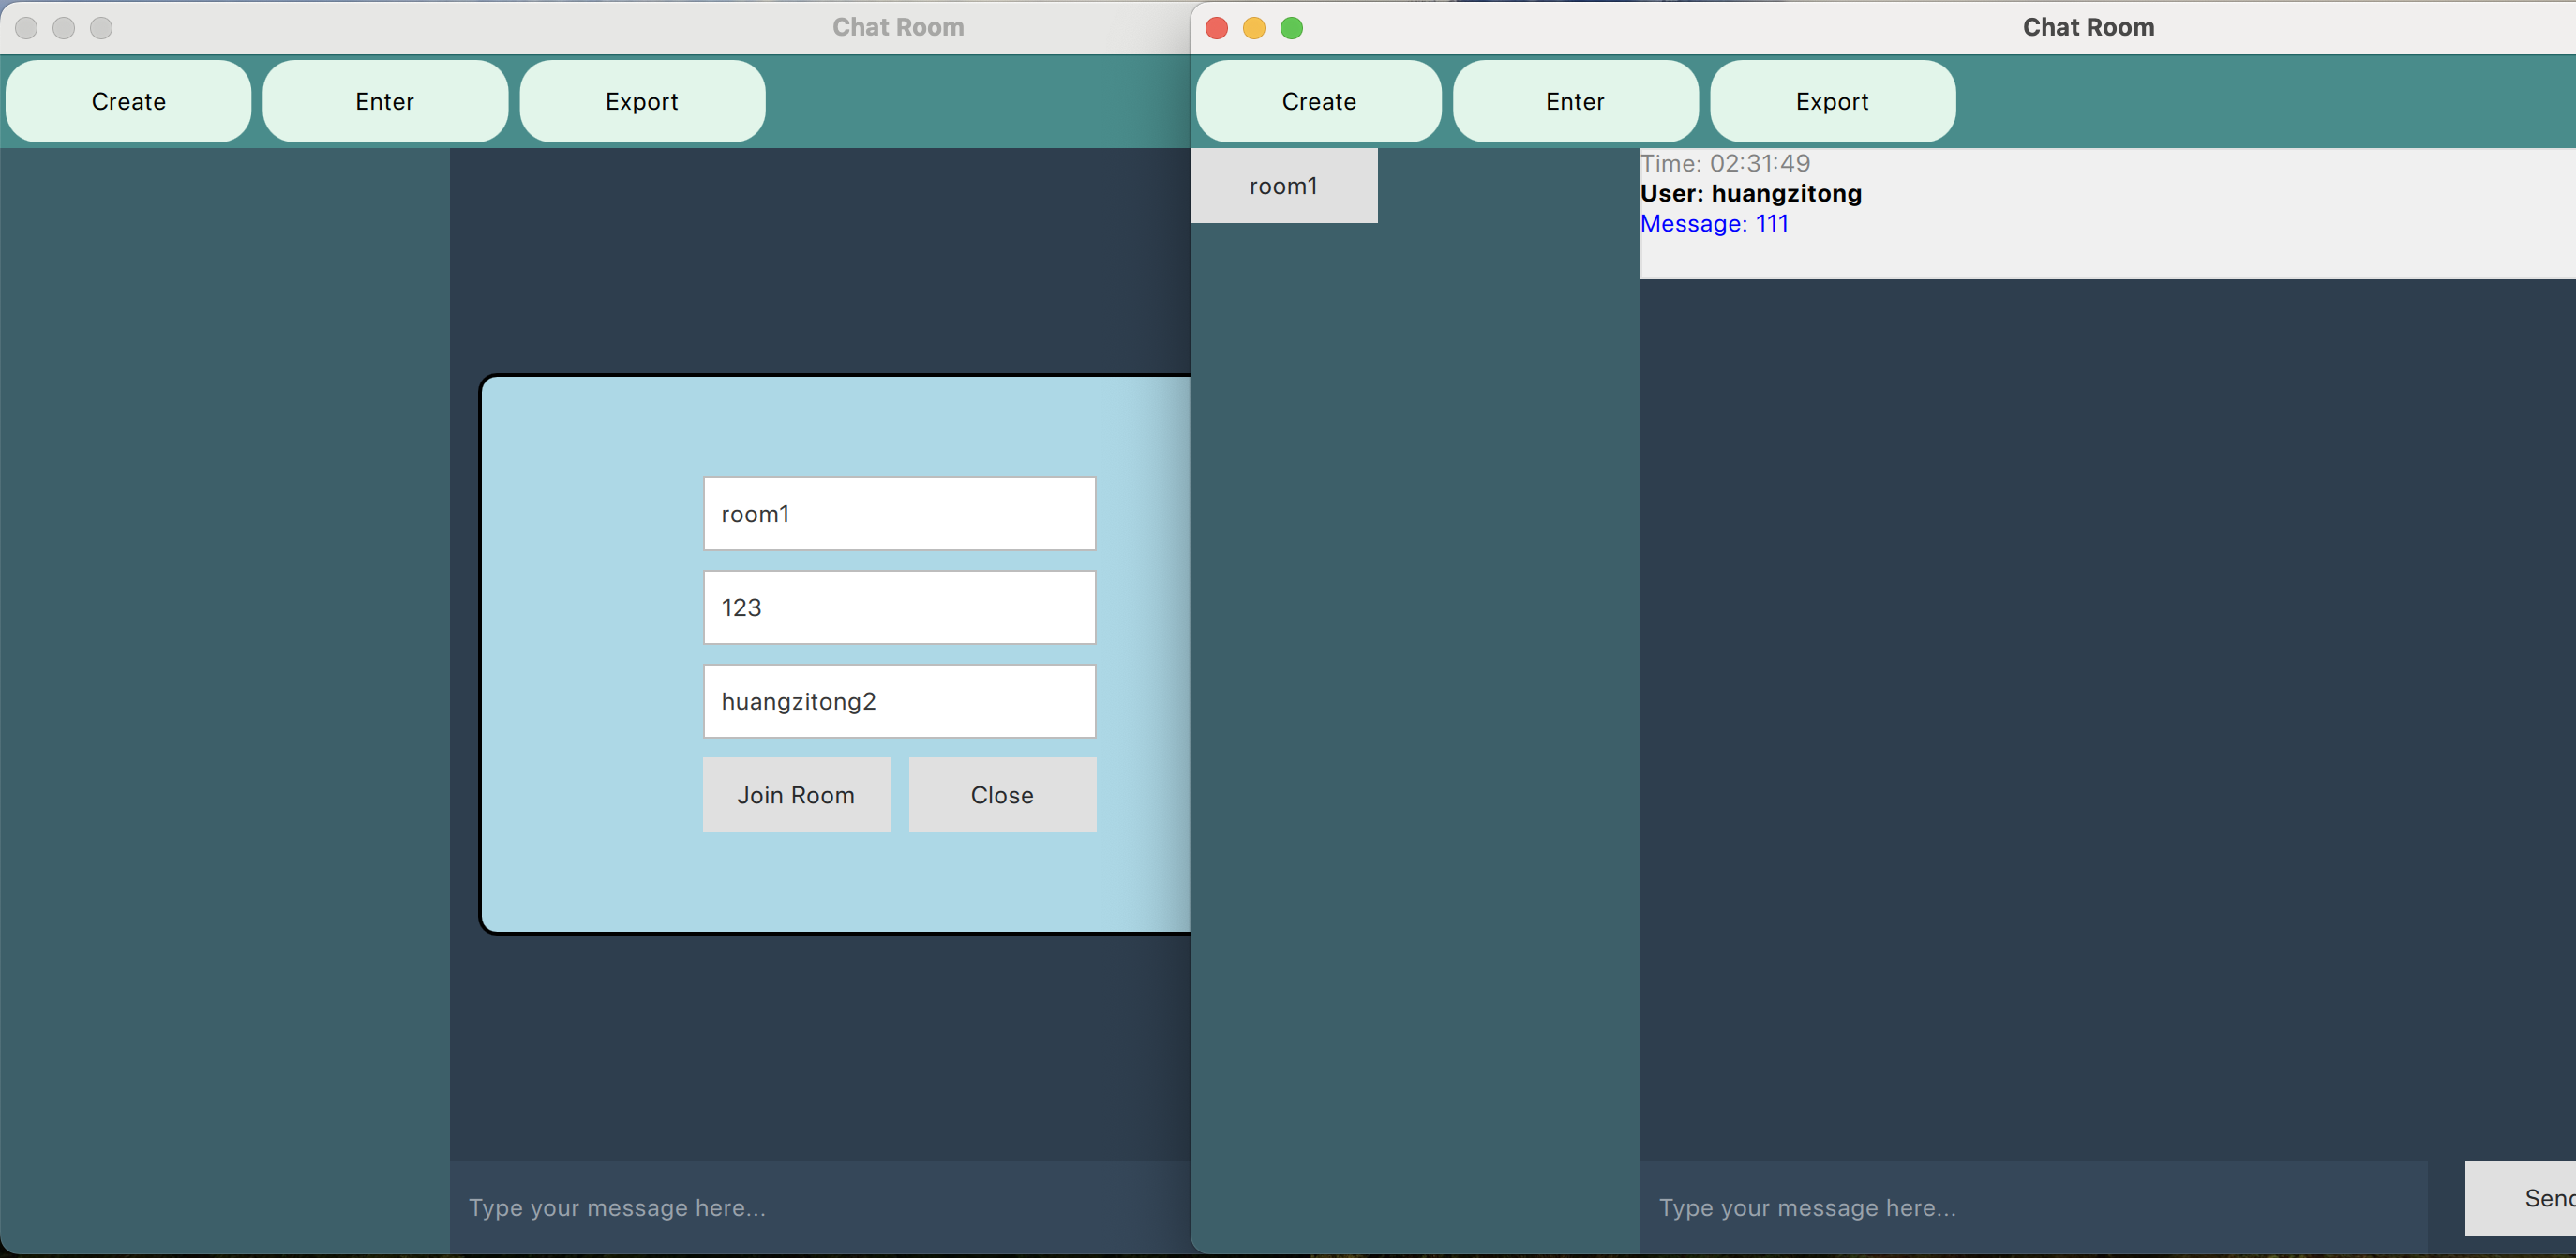 Chat Room
Create
Enter
Export
room1
123
huangzitong2
Join Room
Close
Type your message here...
Chat Room
Create
Enter
Export
room1
Time: 02:31:49
User: huangzitong
Message: 111
Type your message here...
Send